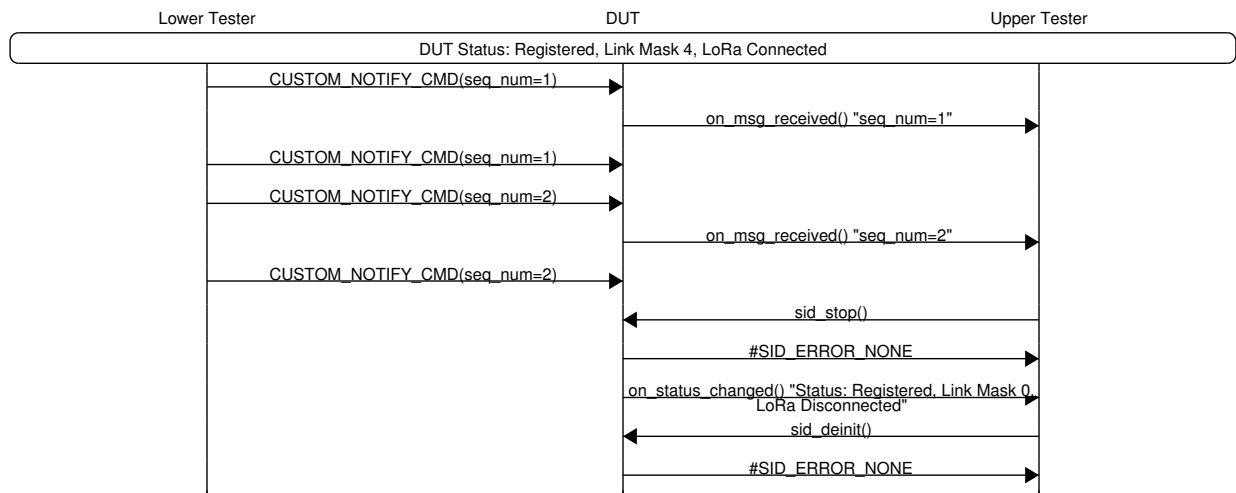 Lower Tester DUT Upper Tester
DUT Status: Registered, Link Mask 4, LoRa Connected
CUSTOM_NOTIFY_CMD(seq_num=1)
on_msg_received() "seq_num=1"
CUSTOM_NOTIFY_CMD(seq_num=1)
CUSTOM_NOTIFY_CMD(seq_num=2)
on_msg_received() "seq_num=2"
CUSTOM_NOTIFY_CMD(seq_num=2)
sid_stop()
#SID_ERROR_NONE
on_status_changed() "Status: Registered, Link Mask 0,
LoRa Disconnected"
sid_deinit()
#SID_ERROR_NONE